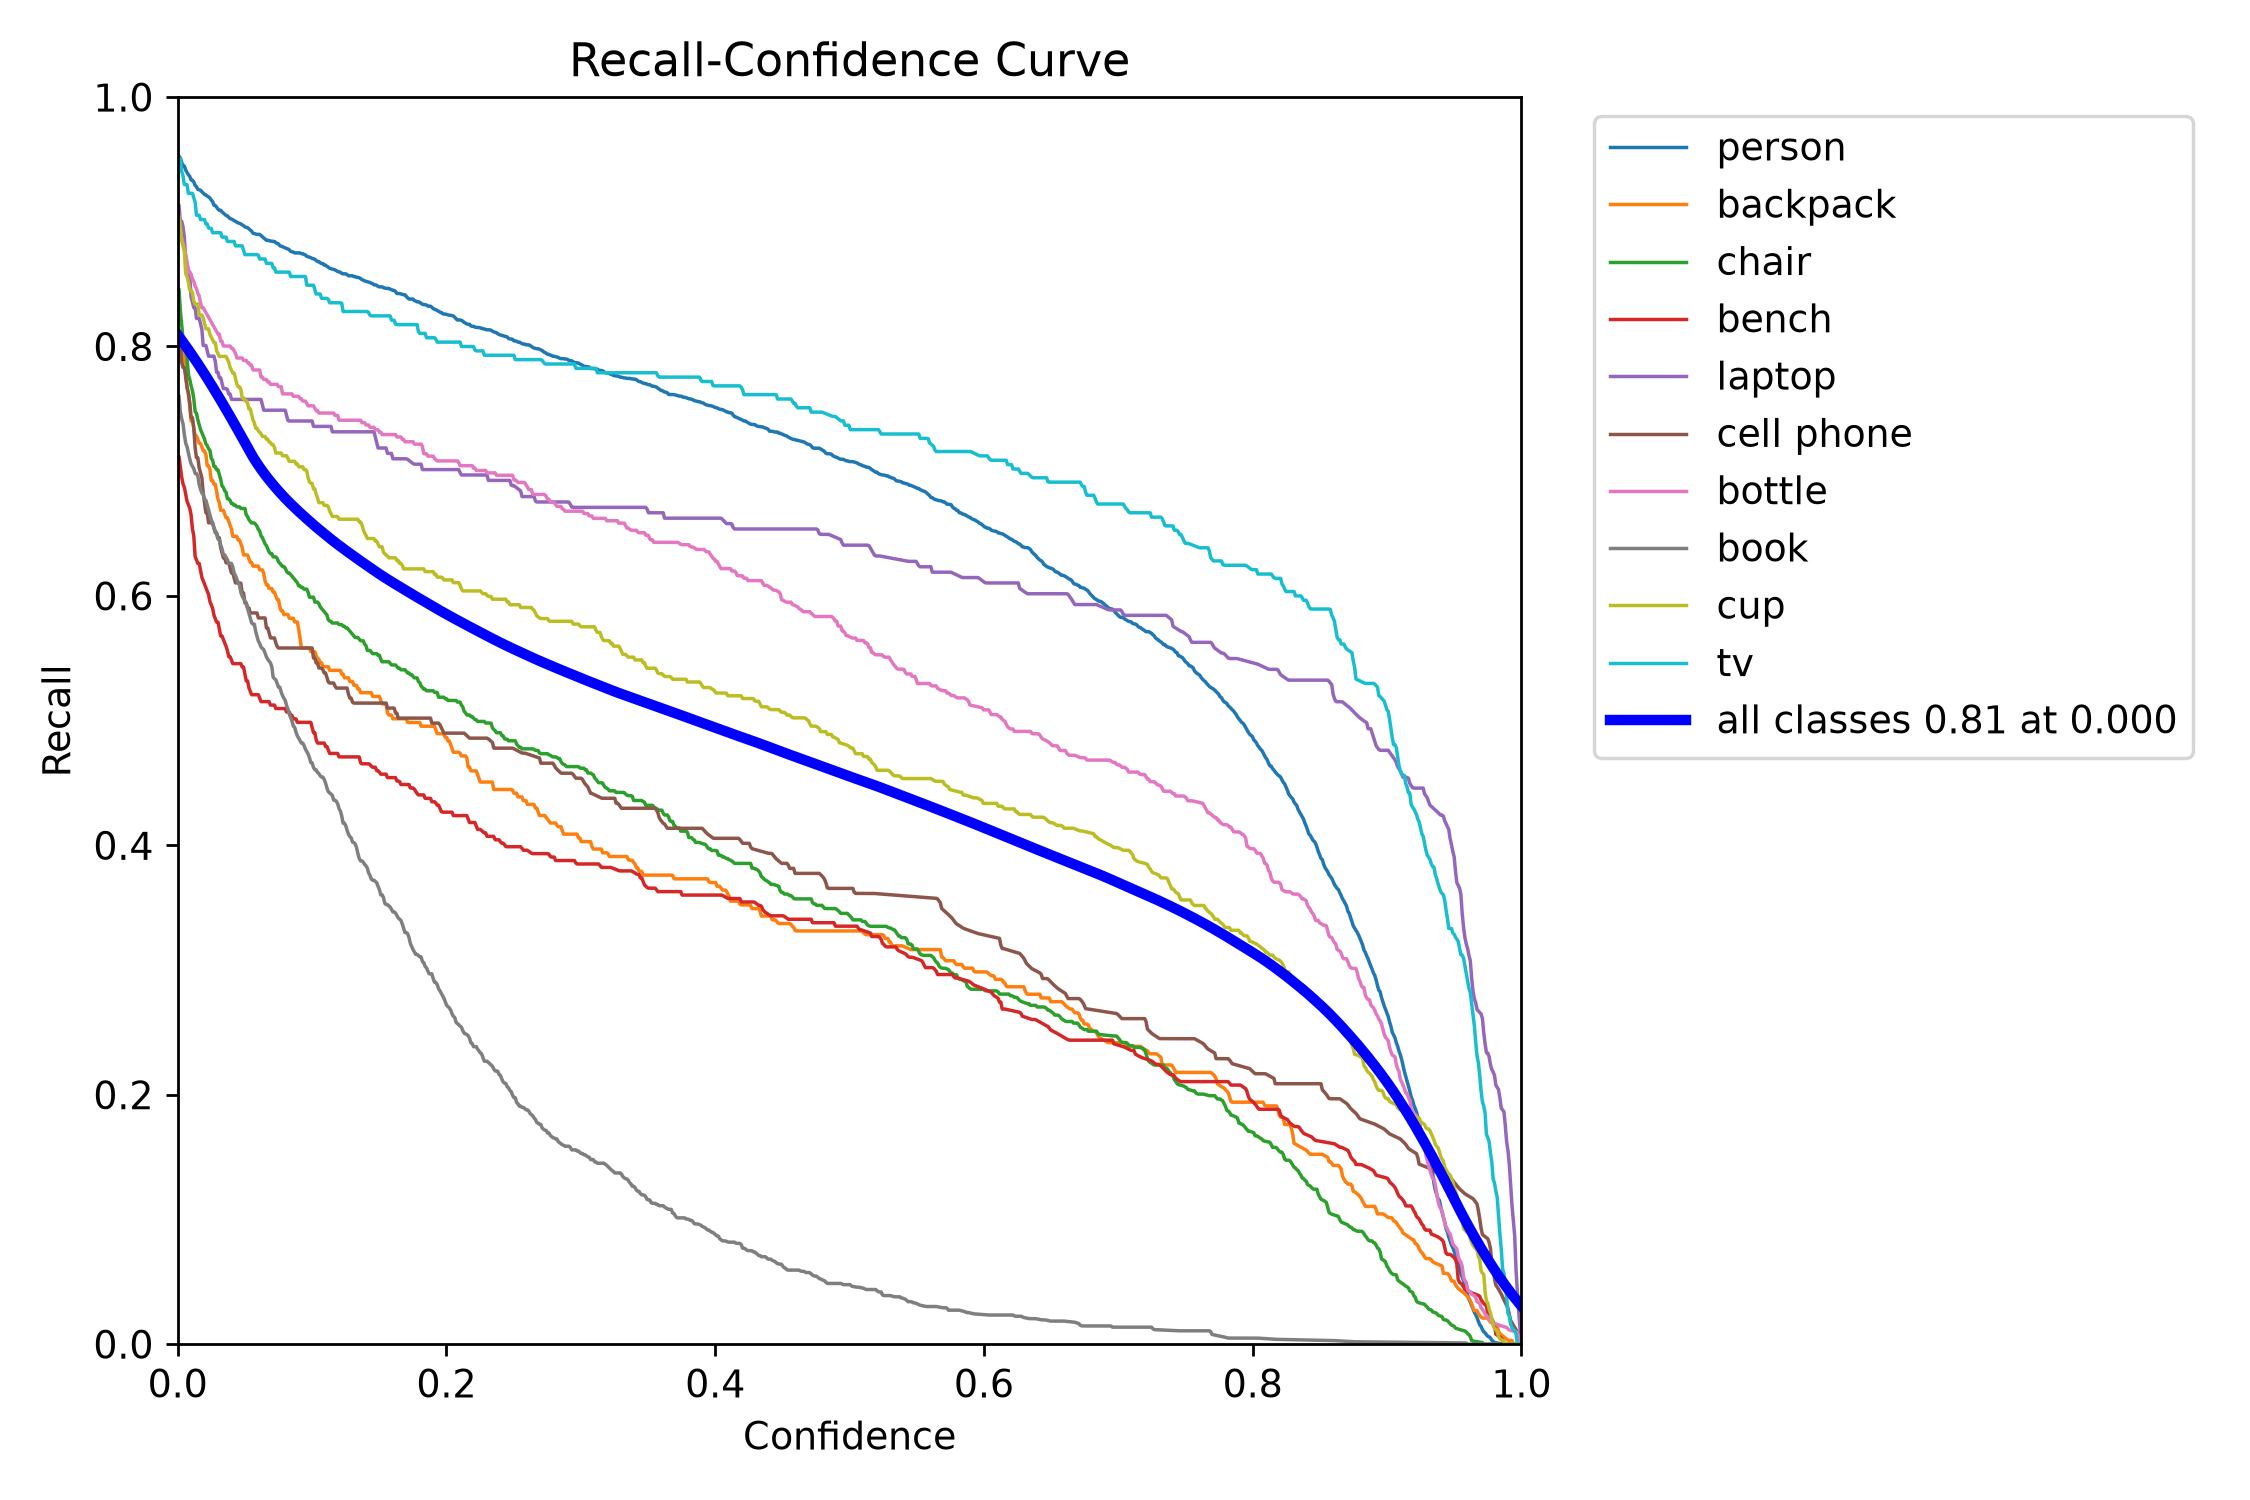 Recall-Confidence Curve
1.0
0.8
0.6
0.4
0.2
0.0
Recall
0.0 0.2 0.4 0.6 0.8 1.0
Confidence
person
backpack
chair
bench
laptop
cell phone
bottle
book
cup
tv
all classes 0.81 at 0.000